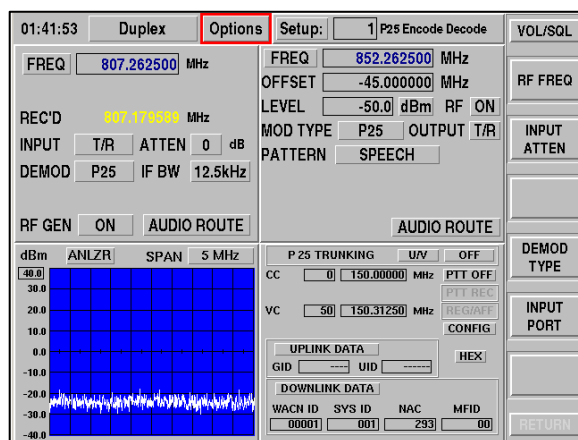 01:41:53 Duplex Options Setup: 1 P25 Encode Decode
FREQ 807.262500 MHz
REC'D 807.179589 MHz
INPUT T/R ATTEN 0 dB
DEMOD P25 IF BW 12.5kHz
RF GEN ON AUDIO ROUTE
FREQ 852.262500 MHz
OFFSET -45.000000 MHz
LEVEL -50.0 dBm RF ON
MOD TYPE P25 OUTPUT T/R
PATTERN SPEECH
AUDIO ROUTE
dBm ANLZR SPAN 5 MHz
40.0
30.0
20.0
10.0
0.0
-10.0
-20.0
-30.0
-40.0
P 25 TRUNKING U/V OFF
CC 0 150.00000 MHz PTT OFF
PTT REC
VC 50 150.31250 MHz REG/AFF
CONFIG
UPLINK DATA
HEX
GID ---- UID ------
DOWNLINK DATA
WACN ID SYS ID NAC MFID
00001 001 293 00
VOL/SQL
RF FREQ
INPUT
ATTEN
DEMOD
TYPE
INPUT
PORT
RETURN